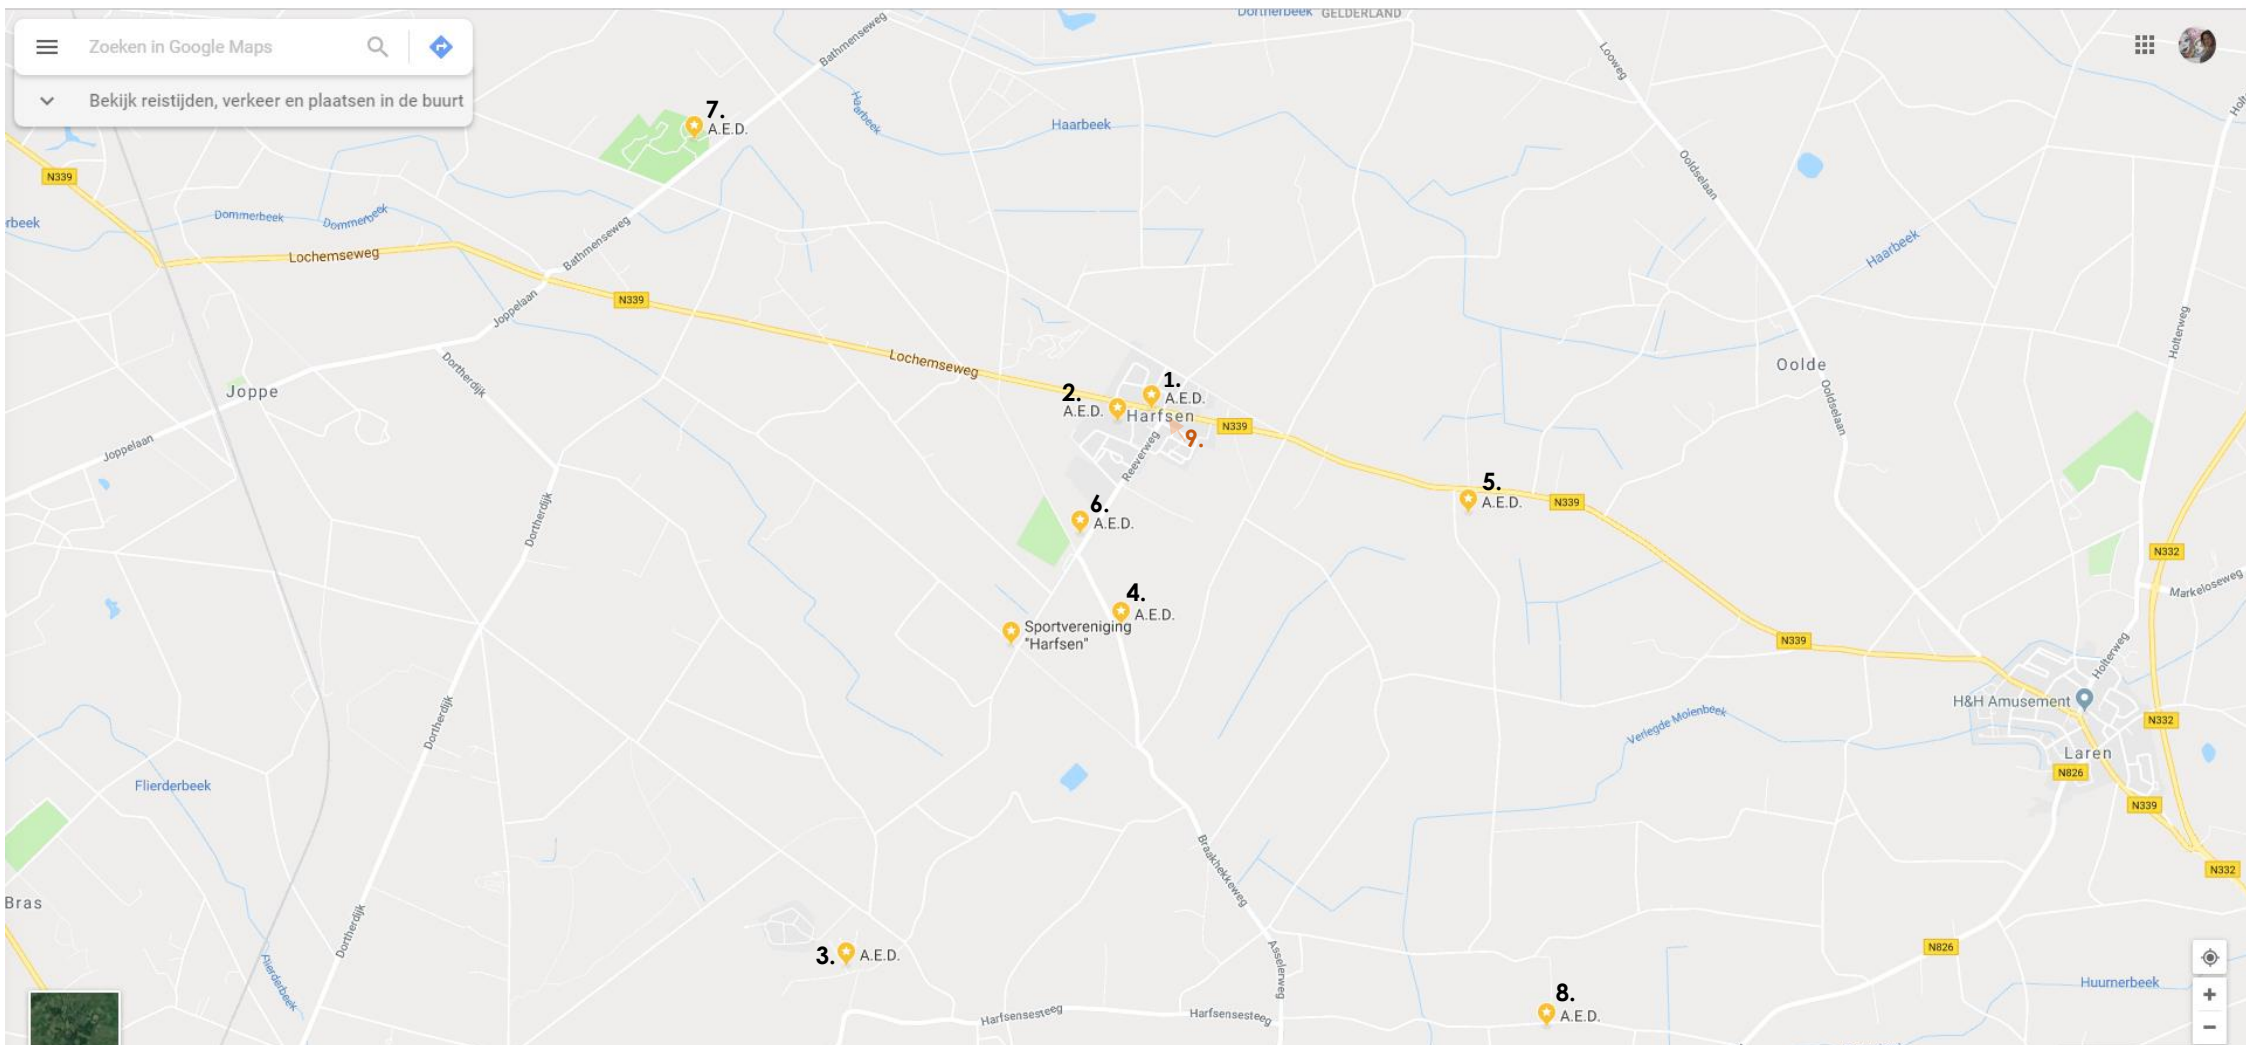 Dortherbeek GELDERLAND
Zoeken in Google Maps
Bekijk reistijden, verkeer en plaatsen in de buurt
Bathmenseweg
Looweg
7.
A.E.D.
Haarbeek
Haarbeek
Ooldselaan
N339
rbeek
Dommerbeek
Dommerbeek
Lochemseweg
Bathmenseweg
Haarbeek
N339
Joppelaan
Lochemseweg
Holterweg
Joppe
Dortherdijk
Oolde
Ooldselaan
1.
A.E.D.
2.
A.E.D.
Harfsen
9.
N339
Reeverweg
Joppelaan
Dortherdijk
5.
A.E.D.
N339
6.
A.E.D.
N332
Markeloseweg
4.
A.E.D.
Sportvereniging
"Harfsen"
N339
Holterweg
Dortherdijk
H&H Amusement
Verlegde Molenbeek
N332
Laren
N826
N339
Flierderbeek
Braakhekkeweg
N332
Bras
Dortherdijk
Flierderbeek
3.
A.E.D.
Asselerweg
N826
Huurnerbeek
8.
A.E.D.
Harfsensesteeg
Harfsensesteeg